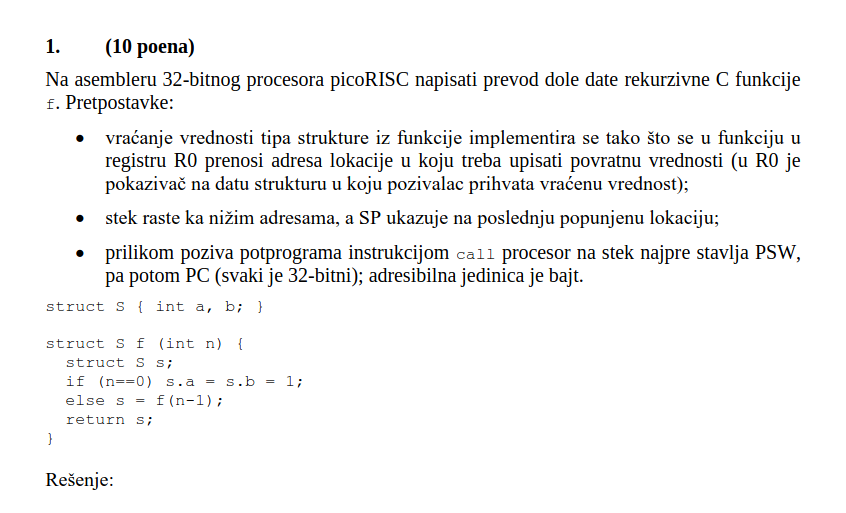 1. (10 poena)
Na asembleru 32-bitnog procesora picoRISC napisati prevod dole date rekurzivne C funkcije
f. Pretpostavke:
• vraćanje vrednosti tipa strukture iz funkcije implementira se tako što se u funkciju u
registru R0 prenosi adresa lokacije u koju treba upisati povratnu vrednosti (u R0 je
pokazivač na datu strukturu u koju pozivalac prihvata vraćenu vrednost);
• stek raste ka nižim adresama, a SP ukazuje na poslednju popunjenu lokaciju;
• prilikom poziva potprograma instrukcijom call procesor na stek najpre stavlja PSW,
pa potom PC (svaki je 32-bitni); adresibilna jedinica je bajt.
struct S { int a, b; }
struct S f (int n) {
  struct S s;
  if (n==0) s.a = s.b = 1;
  else s = f(n-1);
  return s;
}
Rešenje: